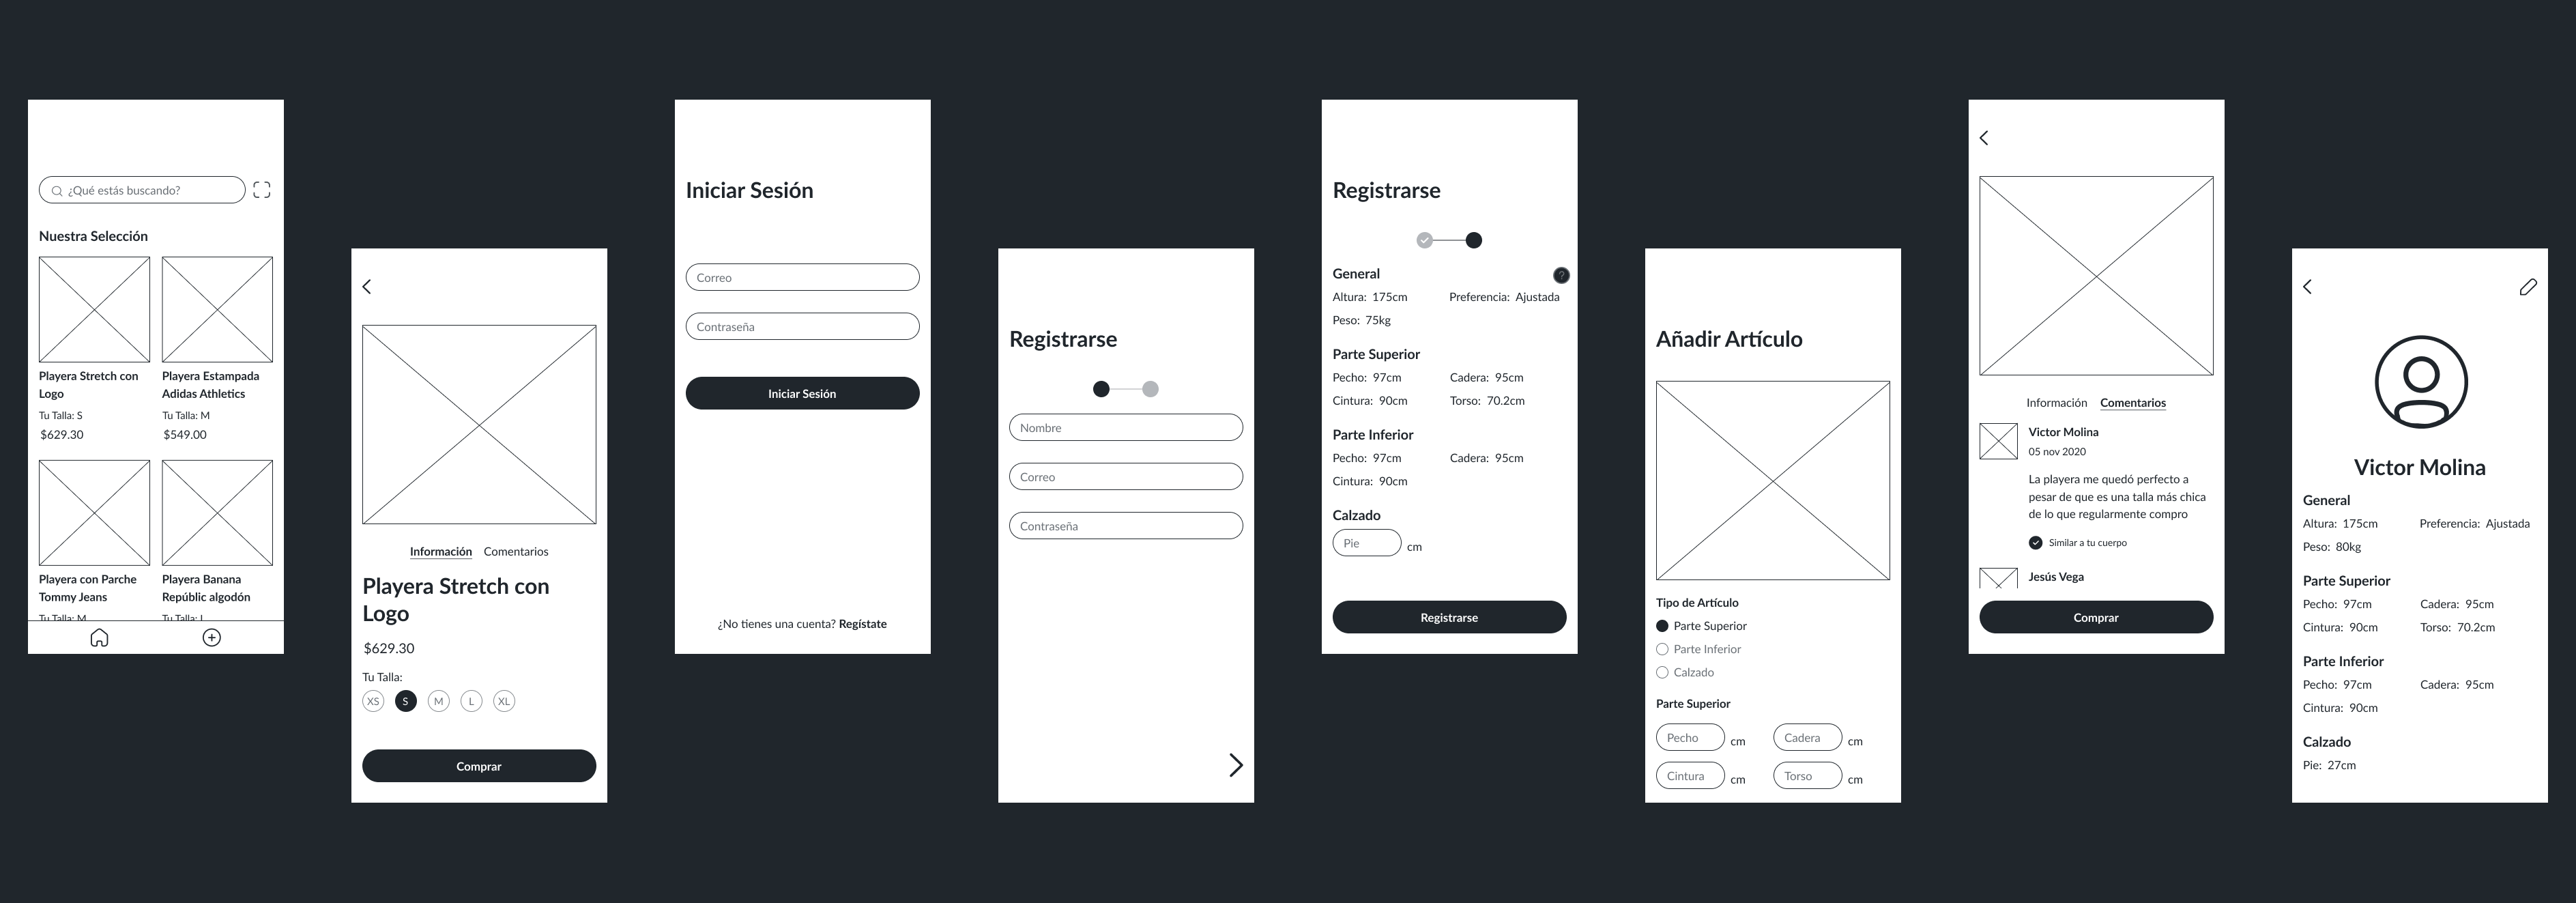 ¿Qué estás buscando?
Nuestra Selección
Playera Stretch con
Logo
Tu Talla: S
$629.30
Playera Estampada
Adidas Athletics
Tu Talla: M
$549.00
Playera con Parche
Tommy Jeans
Tu Talla: M
Playera Banana
Repúblic algodón
Tu Talla: L
Información Comentarios
Playera Stretch con
Logo
$629.30
Tu Talla:
XS S M L XL
Comprar
Iniciar Sesión
Correo
Contraseña
Iniciar Sesión
¿No tienes una cuenta? Regístate
Registrarse
Nombre
Correo
Contraseña
Registrarse
?
General
Altura: 175cm Preferencia: Ajustada
Peso: 75kg
Parte Superior
Pecho: 97cm Cadera: 95cm
Cintura: 90cm Torso: 70.2cm
Parte Inferior
Pecho: 97cm Cadera: 95cm
Cintura: 90cm
Calzado
Pie cm
Registrarse
Añadir Artículo
Tipo de Artículo
Parte Superior
Parte Inferior
Calzado
Parte Superior
Pecho cm Cadera cm
Cintura cm Torso cm
Información Comentarios
Victor Molina
05 nov 2020
La playera me quedó perfecto a
pesar de que es una talla más chica
de lo que regularmente compro
Similar a tu cuerpo
Jesús Vega
Comprar
Victor Molina
General
Altura: 175cm Preferencia: Ajustada
Peso: 80kg
Parte Superior
Pecho: 97cm Cadera: 95cm
Cintura: 90cm Torso: 70.2cm
Parte Inferior
Pecho: 97cm Cadera: 95cm
Cintura: 90cm
Calzado
Pie: 27cm